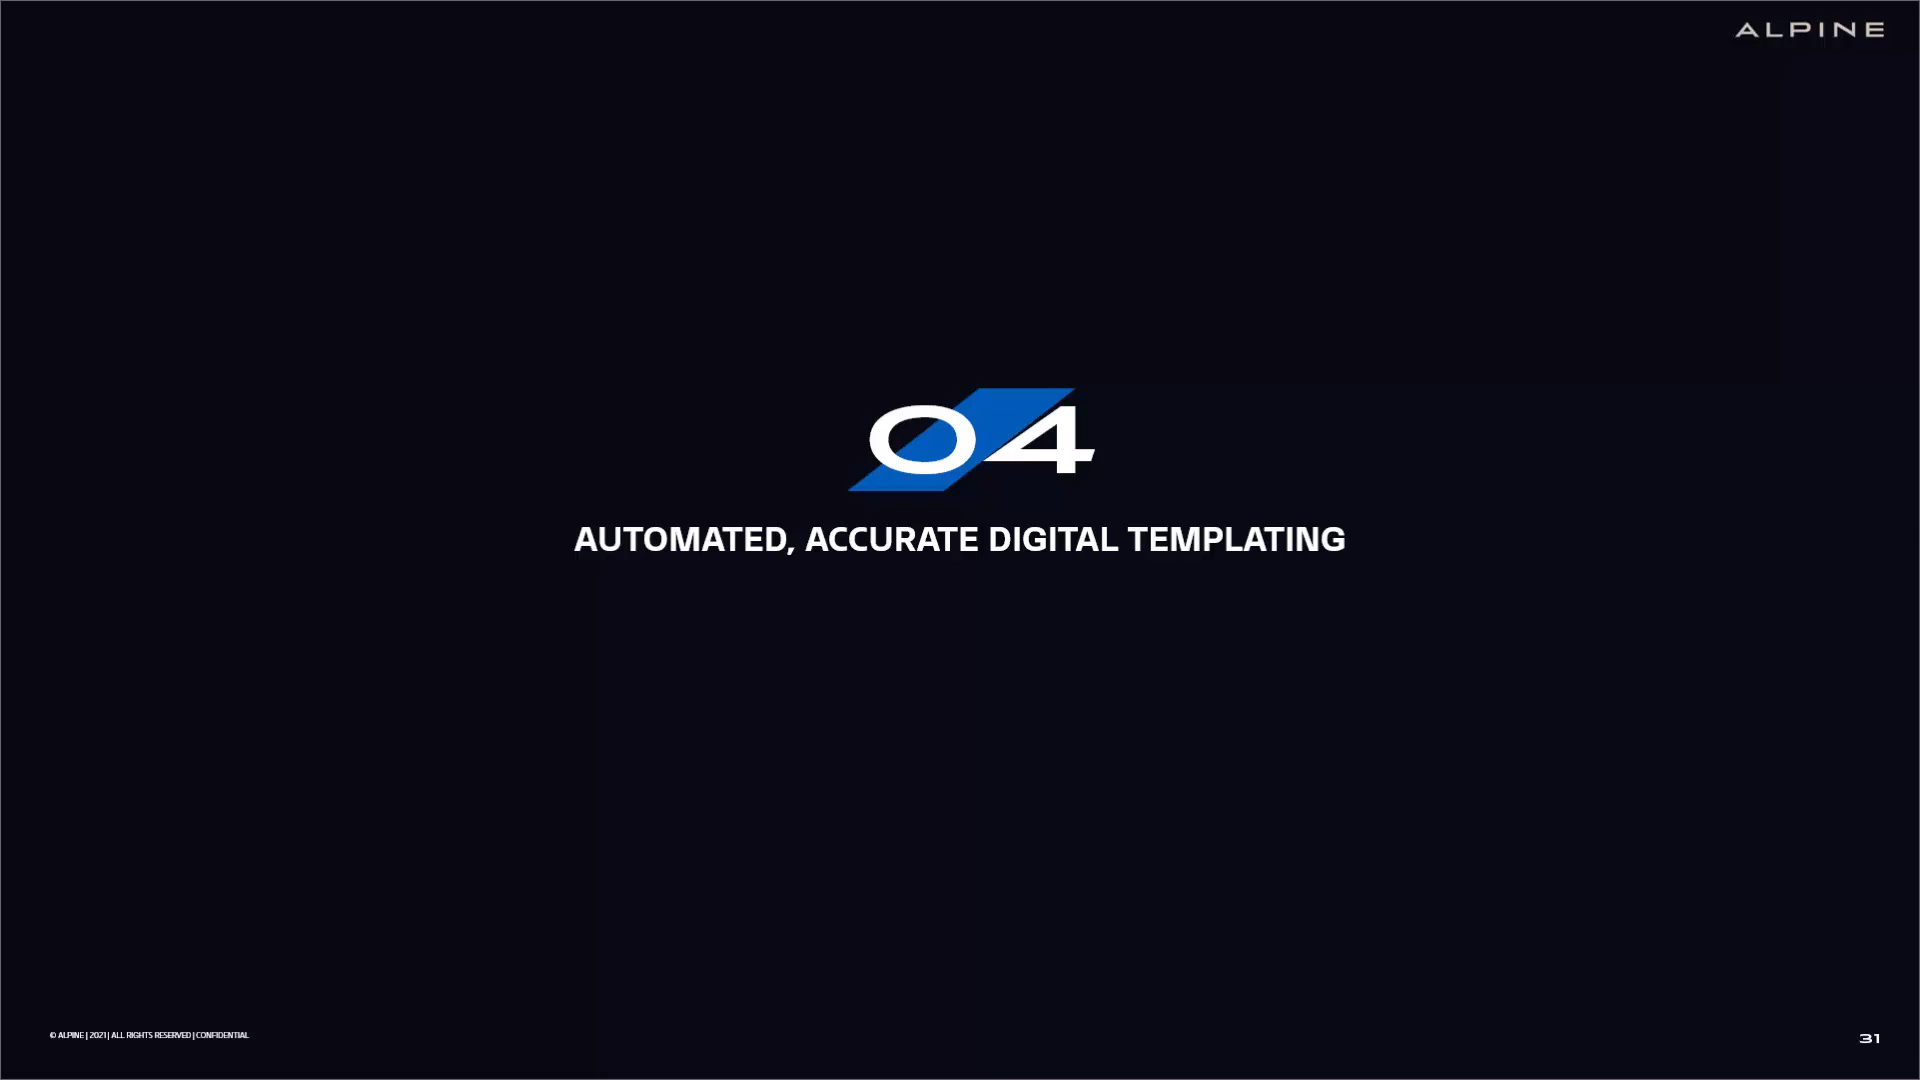 ALPINE
04
AUTOMATED, ACCURATE DIGITAL TEMPLATING
© ALPINE | 2021 | ALL RIGHTS RESERVED | CONFIDENTIAL
31